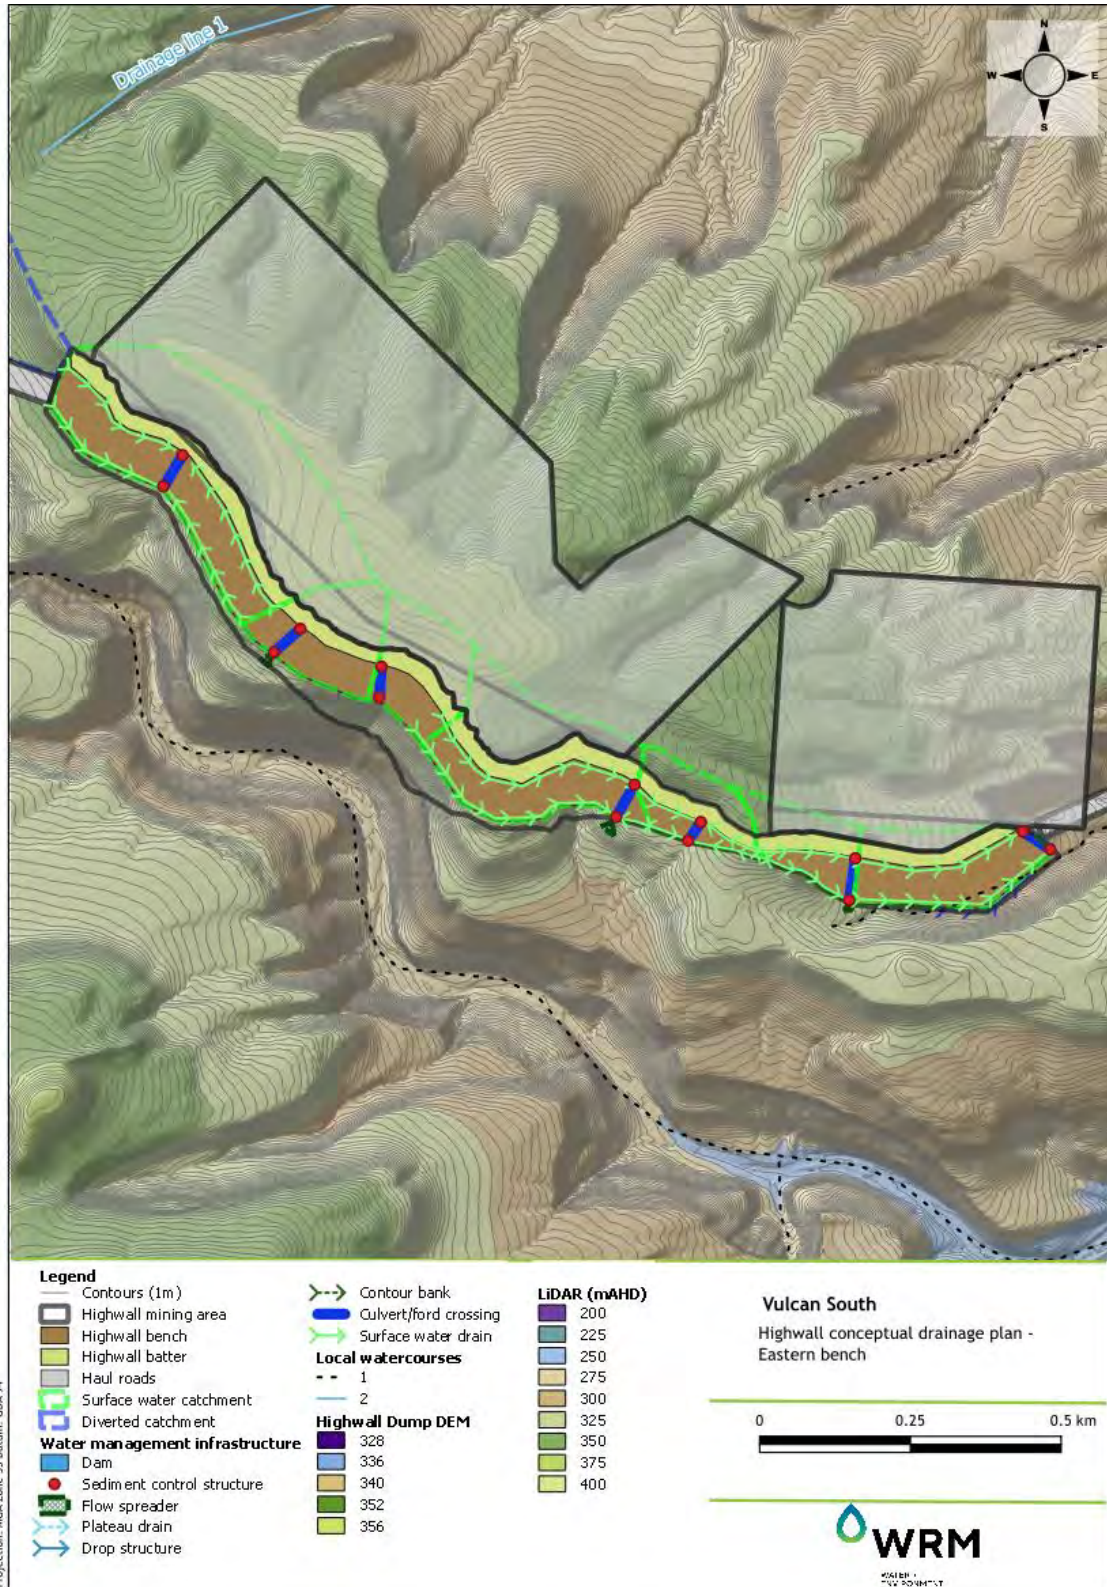 Drainage line 1
N
W
E
S
Legend
Contours (1m)
Highwall mining area
Highwall bench
Highwall batter
Haul roads
Surface water catchment
Diverted catchment
Water management infrastructure
Dam
Sediment control structure
Flow spreader
Plateau drain
Drop structure
Contour bank
Culvert/ford crossing
Surface water drain
Local watercourses
1
2
Highwall Dump DEM
328
336
340
352
356
LiDAR (mAHD)
200
225
250
275
300
325
350
375
400
Vulcan South
Highwall conceptual drainage plan -
Eastern bench
0
0.25
0.5 km
WRM
WATER +
ENVIRONMENT